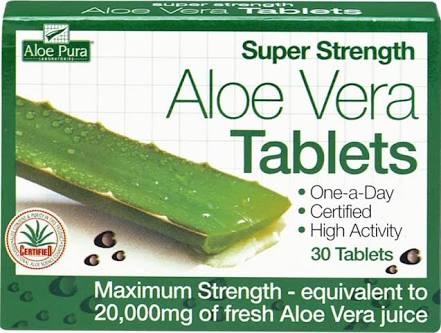 super strength
Aloe Vera Tablets
Aloe Pura
LABORATORIES
Super Strength
Aloe Vera
Tablets
• One-a-Day
• Certified
• High Activity
30 Tablets
CERTIFIED
Maximum Strength - equivalent to
20,000mg of fresh Aloe Vera juice